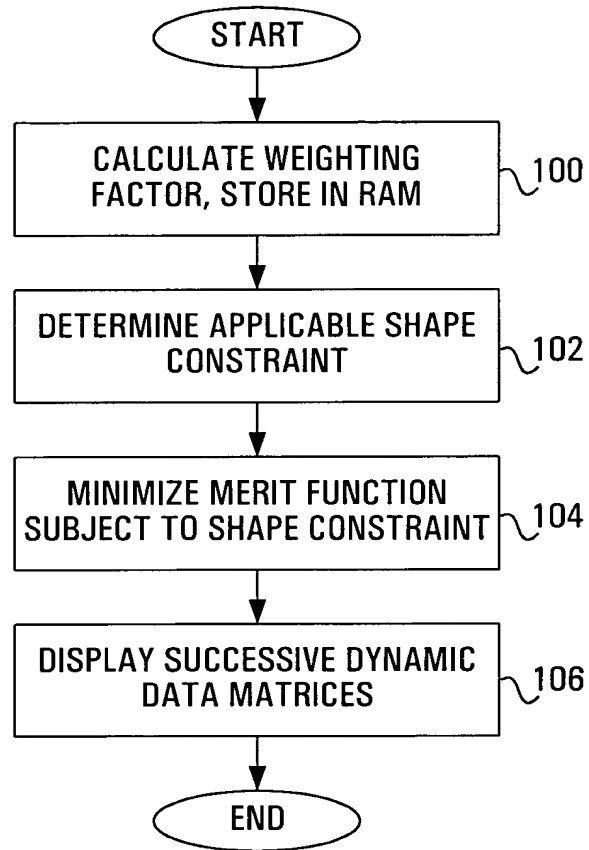 START
CALCULATE WEIGHTING
FACTOR, STORE IN RAM
100
DETERMINE APPLICABLE SHAPE
CONSTRAINT
102
MINIMIZE MERIT FUNCTION
SUBJECT TO SHAPE CONSTRAINT
104
DISPLAY SUCCESSIVE DYNAMIC
DATA MATRICES
106
END